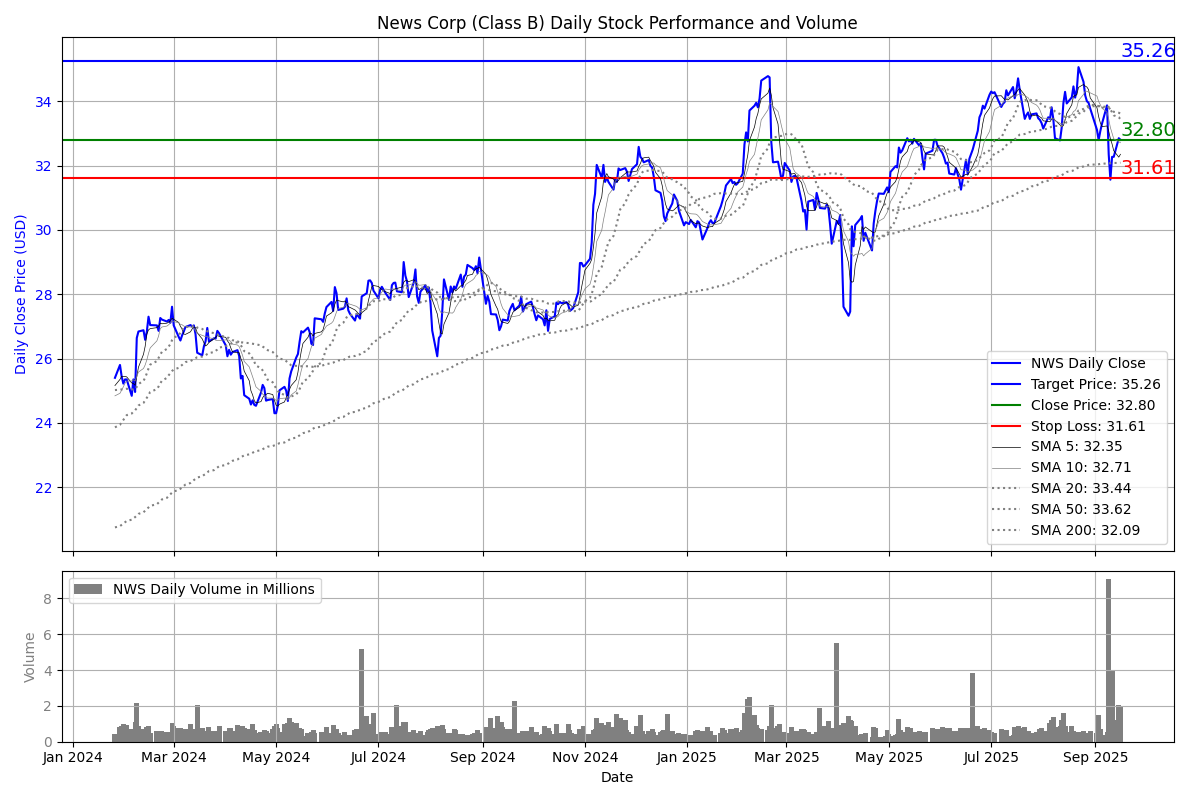 News Corp (Class B) Daily Stock Performance and Volume
Daily Close Price (USD)
34
32
30
28
26
24
22
35.26
32.80
31.61
NWS Daily Close
Target Price: 35.26
Close Price: 32.80
Stop Loss: 31.61
SMA 5: 32.35
SMA 10: 32.71
SMA 20: 33.44
SMA 50: 33.62
SMA 200: 32.09
NWS Daily Volume in Millions
Volume
8
6
4
2
0
Jan 2024 Mar 2024 May 2024 Jul 2024 Sep 2024 Nov 2024 Jan 2025 Mar 2025 May 2025 Jul 2025 Sep 2025
Date